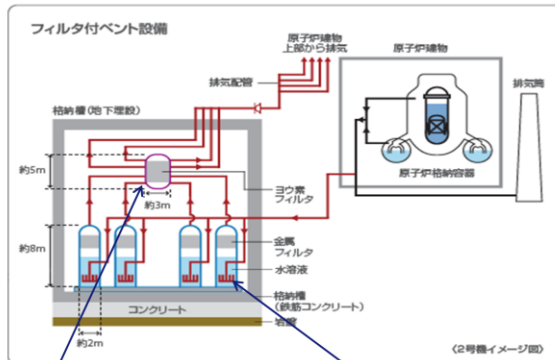 フィルタ付ベント設備
原子炉建物
上部から排気
排気配管
原子炉建物
排気筒
格納槽(地下埋設)
約5m
ヨウ素
フィルタ
約3m
原子炉格納容器
金属
フィルタ
約8m
水溶液
格納槽
(鉄筋コンクリート)
コンクリート
岩盤
約2m
〈2号機イメージ図〉